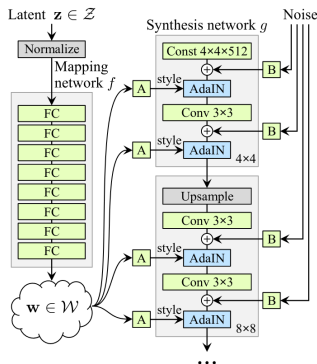 Latent z ∈ Z
Normalize
Mapping
network f
FC
FC
FC
FC
FC
FC
FC
FC
w ∈ W
Synthesis network g
Noise
Const 4×4×512
B
A
style
AdaIN
Conv 3×3
B
A
style
AdaIN
4×4
Upsample
Conv 3×3
B
A
style
AdaIN
Conv 3×3
B
A
style
AdaIN
8×8
...